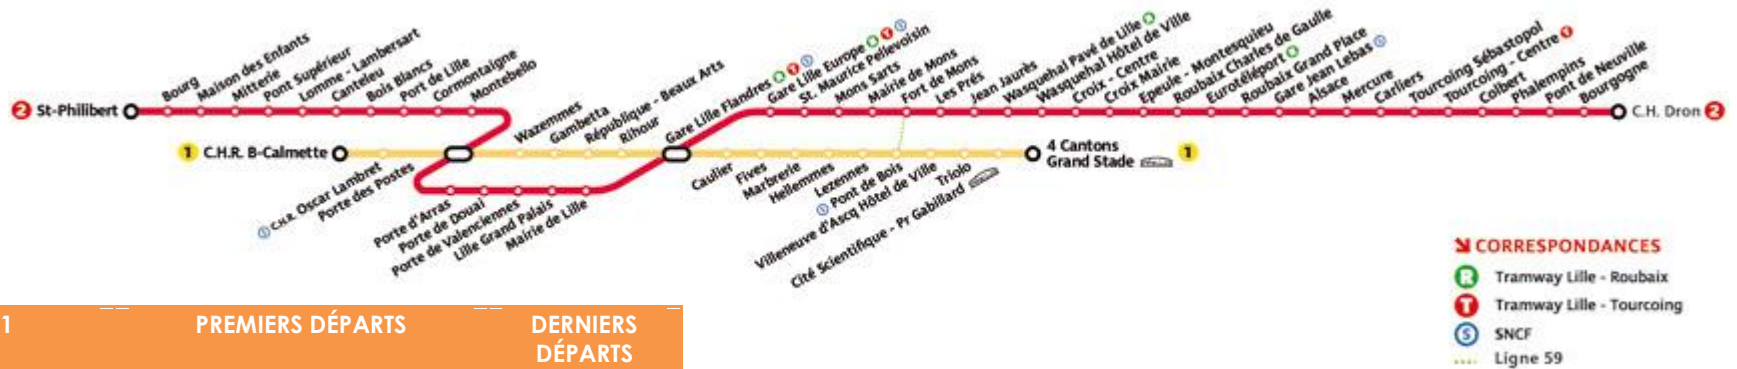 2 St-Philibert
Bourg
Maison des Enfants
Mitterie
Pont Supérieur
Lomme - Lambersart
Canteleu
Bois Blancs
Port de Lille
Cormontaigne
Montebello
Wazemmes
Gambetta
République - Beaux Arts
Rihour
Gare Lille Flandres R T S
Gare Lille Europe R T S
St. Maurice Pellevoisin
Mons Sarts
Mairie de Mons
Fort de Mons
Les Prés
Jean Jaurès
Wasquehal Pavé de Lille R
Wasquehal Hôtel de Ville
Croix - Centre
Croix Mairie
Epeule - Montesquieu
Roubaix Charles de Gaulle
Eurotéléport R
Roubaix Grand Place
Gare Jean Lebas S
Alsace
Mercure
Carliers
Tourcoing Sébastopol
Tourcoing - Centre T
Colbert
Phalempins
Pont de Neuville
Bourgogne
C.H. Dron 2
1 C.H.R. B-Calmette
S C.H.R. Oscar Lambret
Porte des Postes
Porte d'Arras
Porte de Douai
Porte de Valenciennes
Lille Grand Palais
Mairie de Lille
Caulier
Fives
Marbrerie
Hellemmes
Lezennes
S Pont de Bois
Villeneuve d'Ascq Hôtel de Ville
Cité Scientifique - Pr Gabillard
Triolo
4 Cantons
Grand Stade 1
CORRESPONDANCES
R Tramway Lille - Roubaix
T Tramway Lille - Tourcoing
S SNCF
Ligne 59
1 PREMIERS DÉPARTS DERNIERS
DÉPARTS